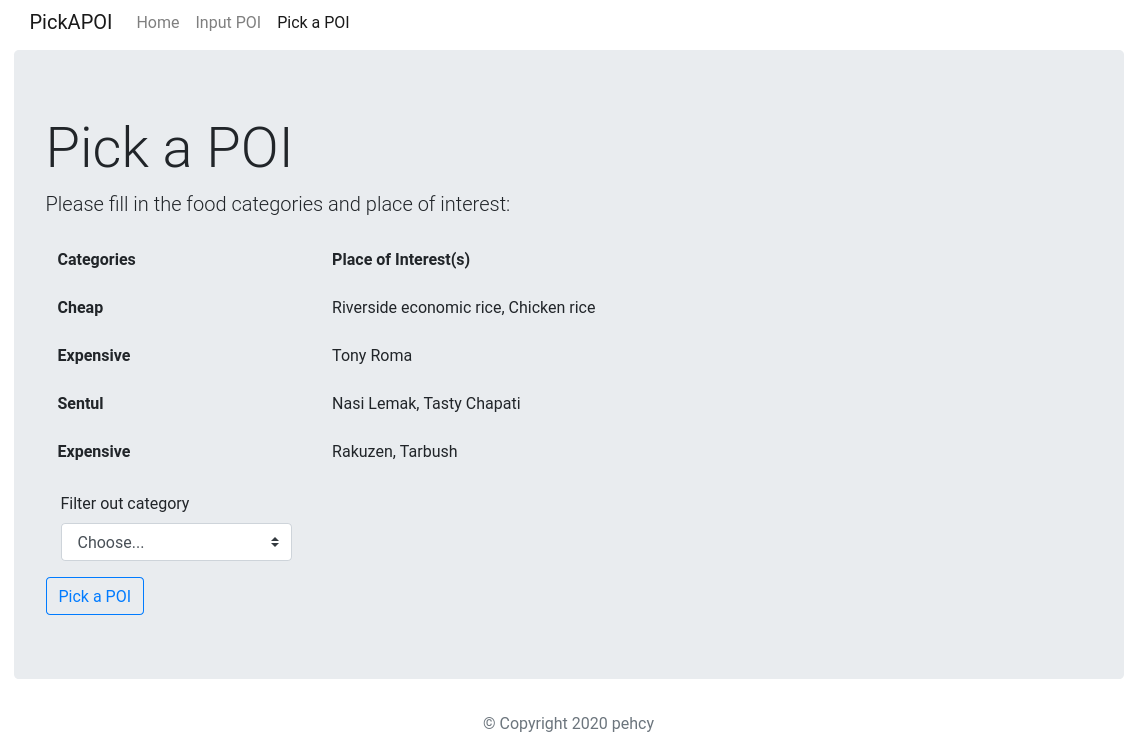 PickAPOI Home Input POI Pick a POI
Pick a POI
Please fill in the food categories and place of interest:
Categories Place of Interest(s)
Cheap Riverside economic rice, Chicken rice
Expensive Tony Roma
Sentul Nasi Lemak, Tasty Chapati
Expensive Rakuzen, Tarbush
Filter out category
Choose...
Pick a POI
© Copyright 2020 pehcy